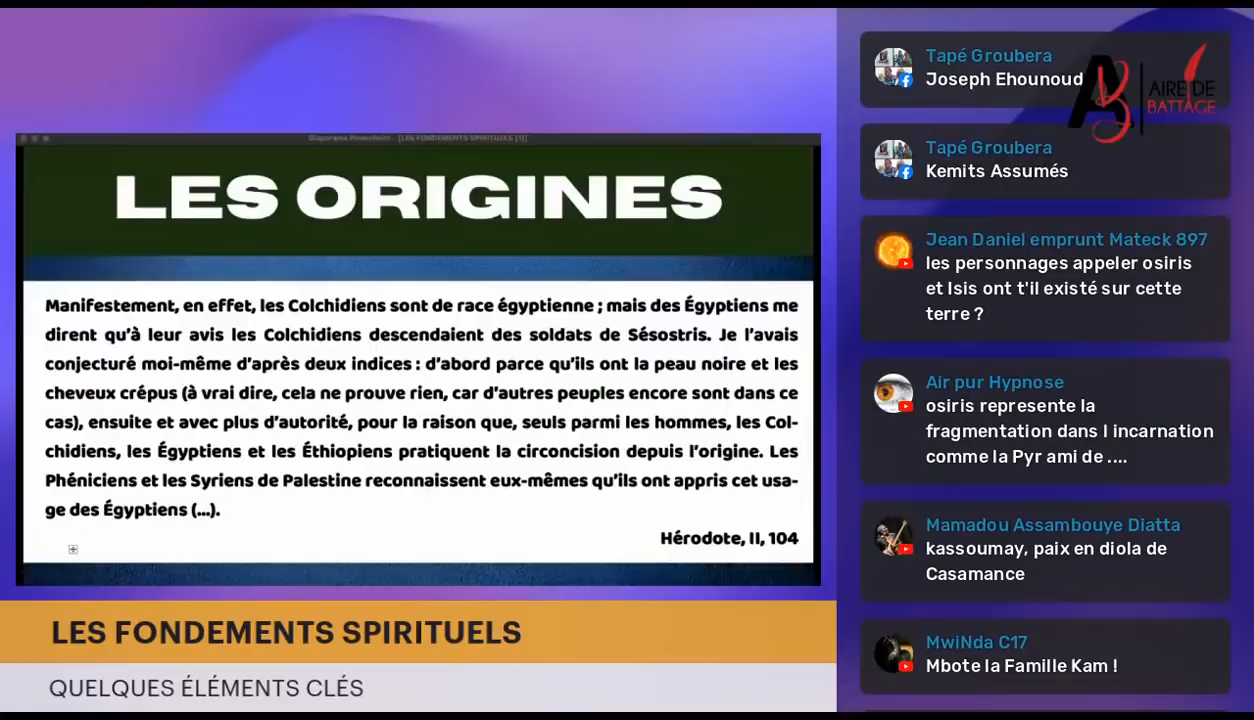 Diaporama PowerPoint - [LES FONDEMENTS SPIRITUELS (1)]
LES ORIGINES
Manifestement, en effet, les Colchidiens sont de race égyptienne ; mais des Égyptiens me
dirent qu’à leur avis les Colchidiens descendaient des soldats de Sésostris. Je l’avais
conjecturé moi-même d’après deux indices : d’abord parce qu’ils ont la peau noire et les
cheveux crépus (à vrai dire, cela ne prouve rien, car d’autres peuples encore sont dans ce
cas), ensuite et avec plus d’autorité, pour la raison que, seuls parmi les hommes, les Col-
chidiens, les Égyptiens et les Éthiopiens pratiquent la circoncision depuis l’origine. Les
Phéniciens et les Syriens de Palestine reconnaissent eux-mêmes qu’ils ont appris cet usa-
ge des Égyptiens (...).
Hérodote, II, 104
LES FONDEMENTS SPIRITUELS
QUELQUES ÉLÉMENTS CLÉS
Tapé Groubera
Joseph Ehounoud
AB
AIRE DE
BATTAGE
Tapé Groubera
Kemits Assumés
Jean Daniel emprunt Mateck 897
les personnages appeler osiris
et Isis ont t'il existé sur cette
terre ?
Air pur Hypnose
osiris represente la
fragmentation dans l incarnation
comme la Pyr ami de ....
Mamadou Assambouye Diatta
kassoumay, paix en diola de
Casamance
MwiNda C17
Mbote la Famille Kam !